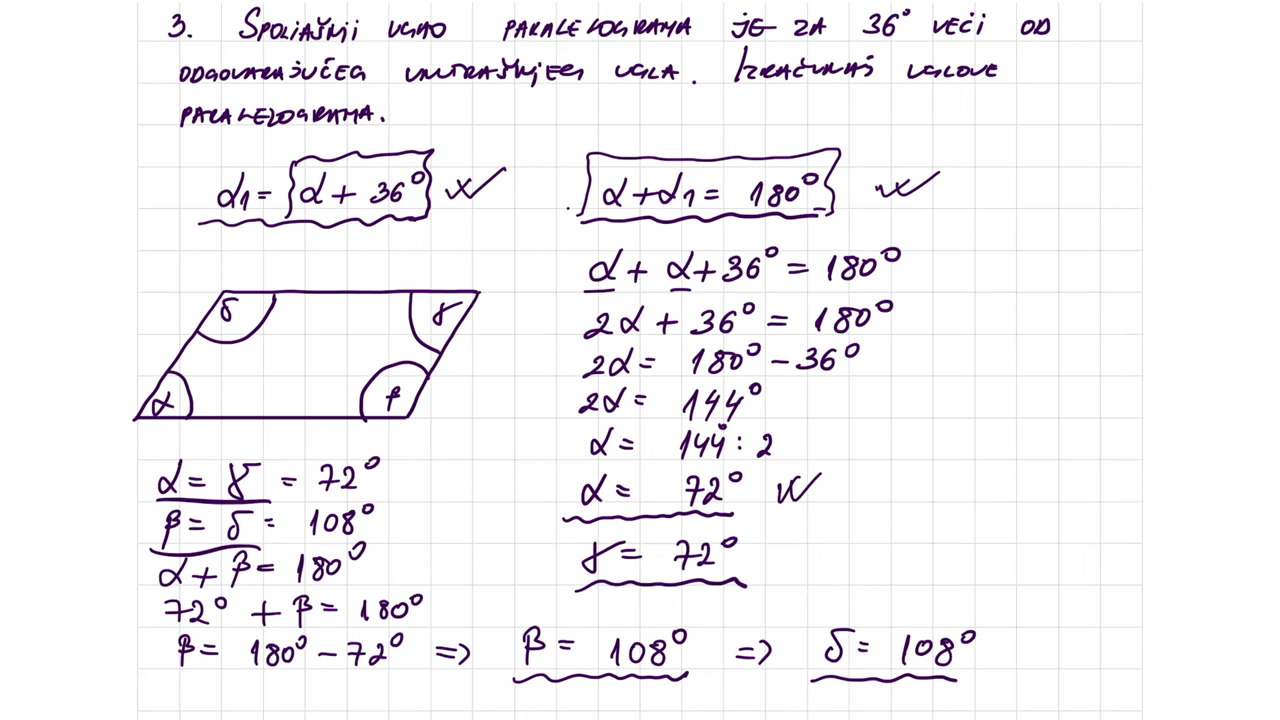 3. SPOLJAŠNJI UGAO PARALELOGRAMA JE ZA 36° VEĆI OD
ODGOVARAJUĆEG UNUTRAŠNJEG UGLA. IZRAČUNAJ UGLOVE
PARALELOGRAMA.
α1 = α + 36°
α + α1 = 180°
α + α + 36° = 180°
2α + 36° = 180°
2α = 180° - 36°
2α = 144°
α = 144° : 2
α = 72°
γ = 72°
δ γ
α β
α = γ = 72°
β = δ = 108°
α + β = 180°
72° + β = 180°
β = 180° - 72° => β = 108° => δ = 108°